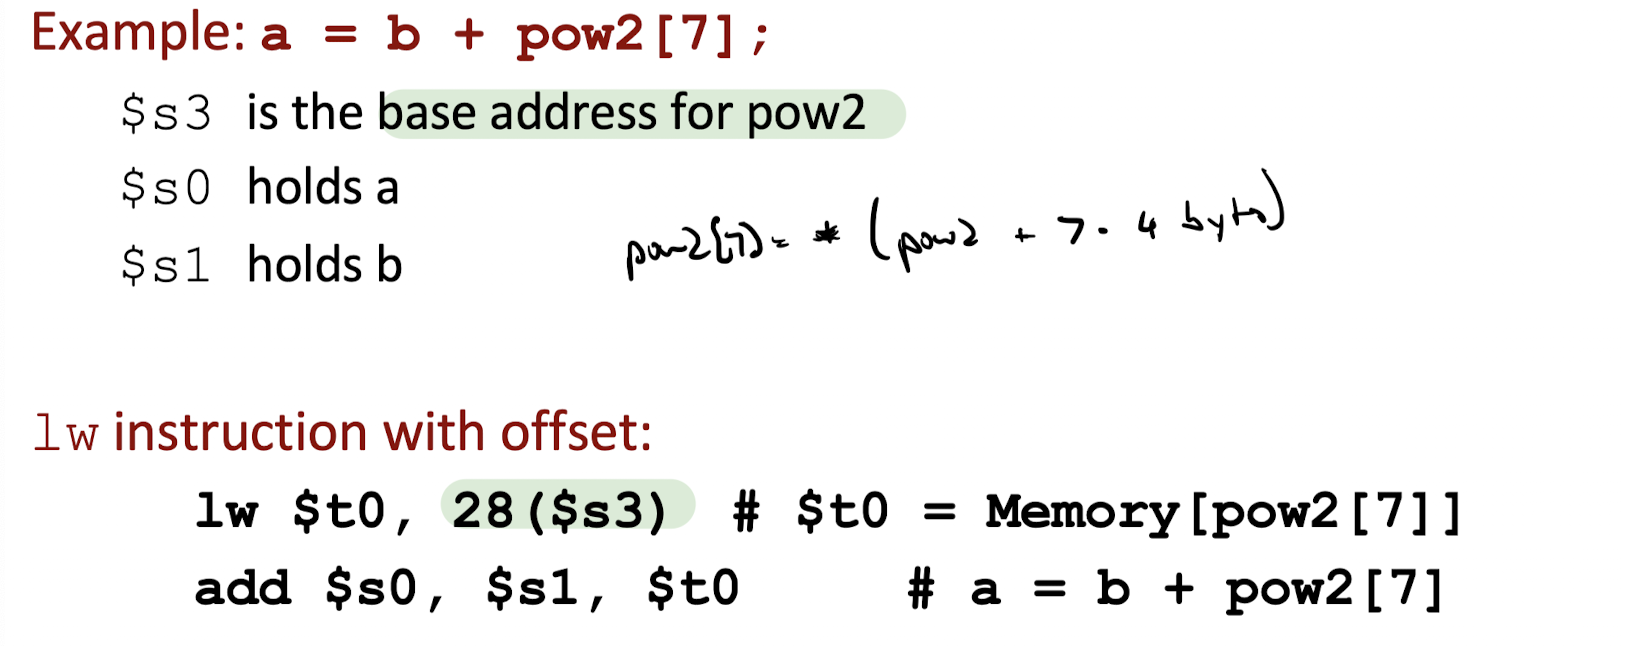 Example: a = b + pow2[7];
$s3 is the base address for pow2
$s0 holds a
$s1 holds b
pow2[7] = * (pow2 + 7. 4 byte)
lw instruction with offset:
lw $t0, 28($s3) # $t0 = Memory[pow2[7]]
add $s0, $s1, $t0 # a = b + pow2[7]